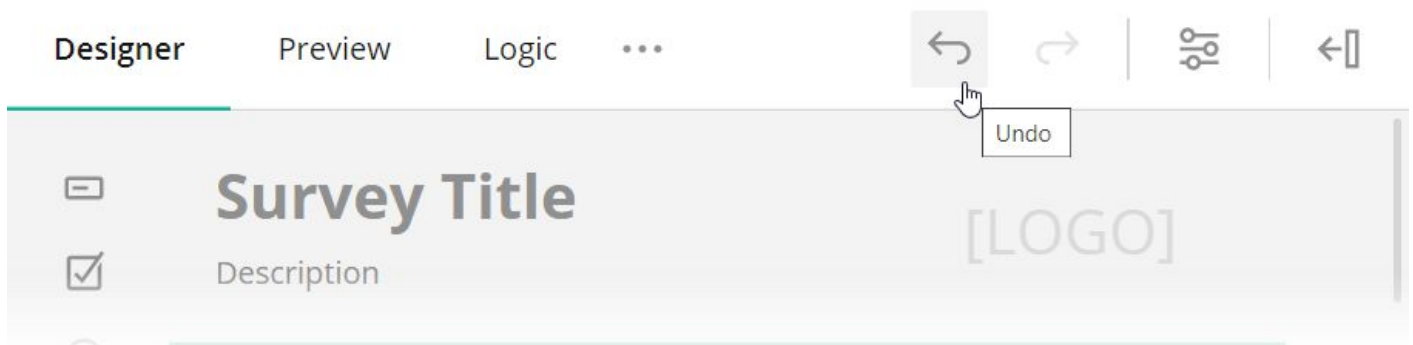 Designer Preview Logic
Undo
Survey Title
[LOGO]
Description